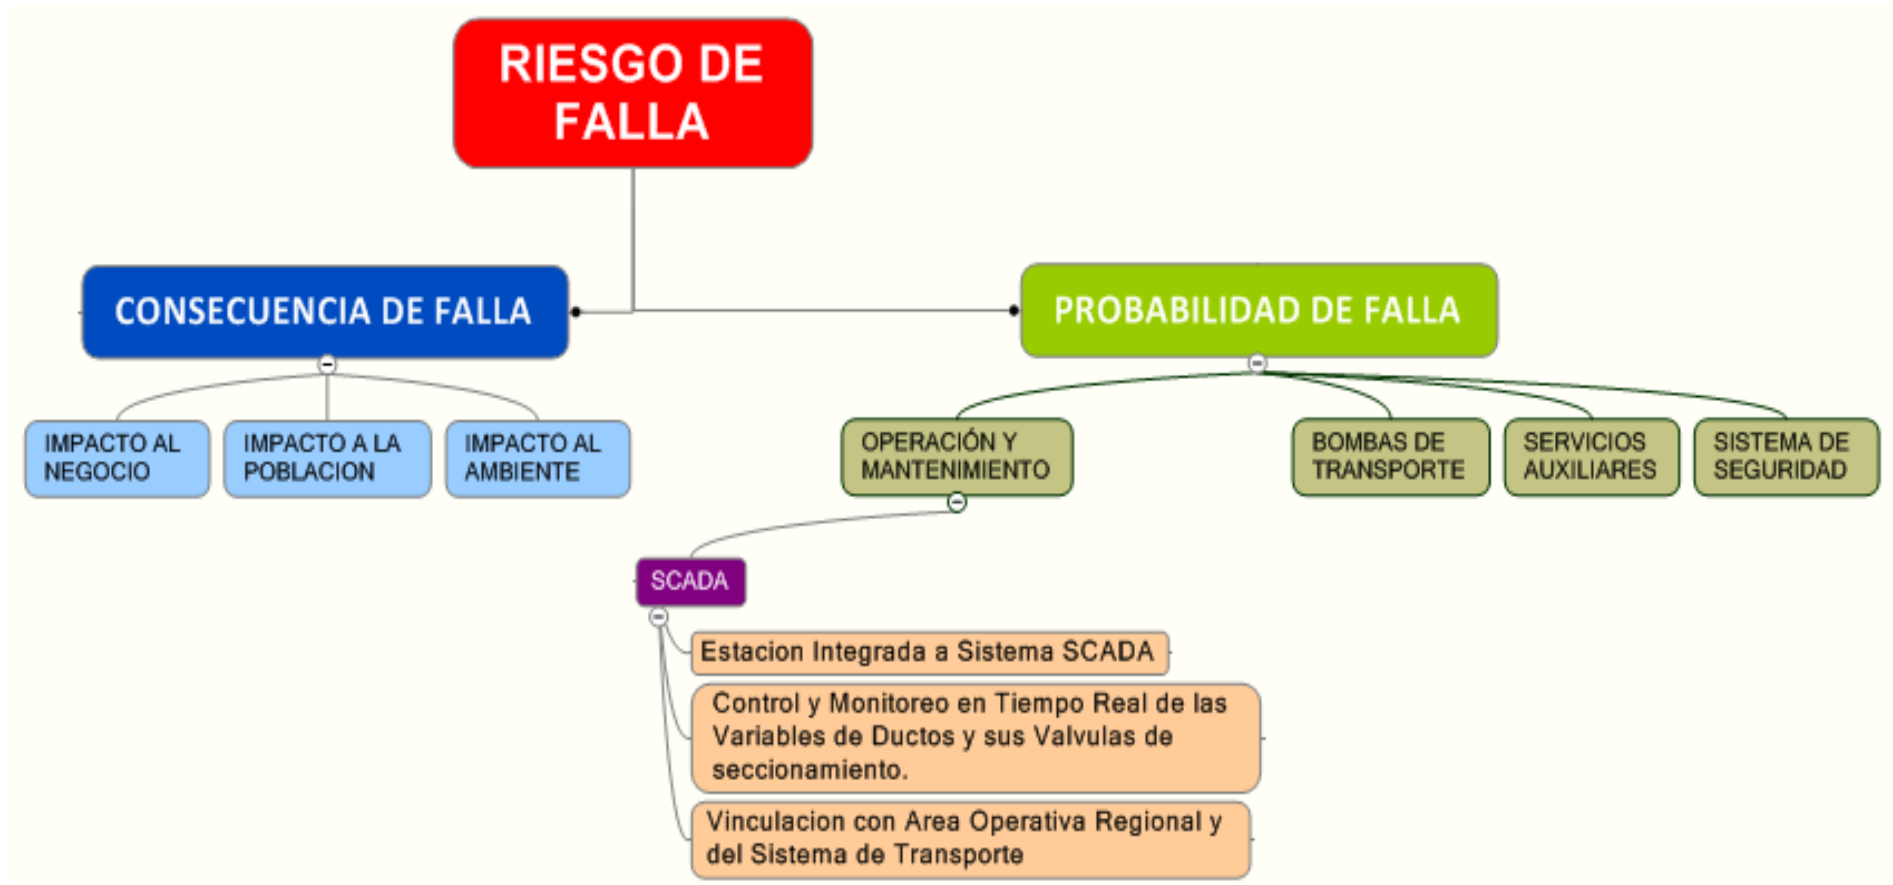 RIESGO DE
FALLA
CONSECUENCIA DE FALLA
PROBABILIDAD DE FALLA
IMPACTO AL
NEGOCIO
IMPACTO A LA
POBLACION
IMPACTO AL
AMBIENTE
OPERACIÓN Y
MANTENIMIENTO
BOMBAS DE
TRANSPORTE
SERVICIOS
AUXILIARES
SISTEMA DE
SEGURIDAD
SCADA
Estacion Integrada a Sistema SCADA
Control y Monitoreo en Tiempo Real de las
Variables de Ductos y sus Valvulas de
seccionamiento.
Vinculacion con Area Operativa Regional y
del Sistema de Transporte